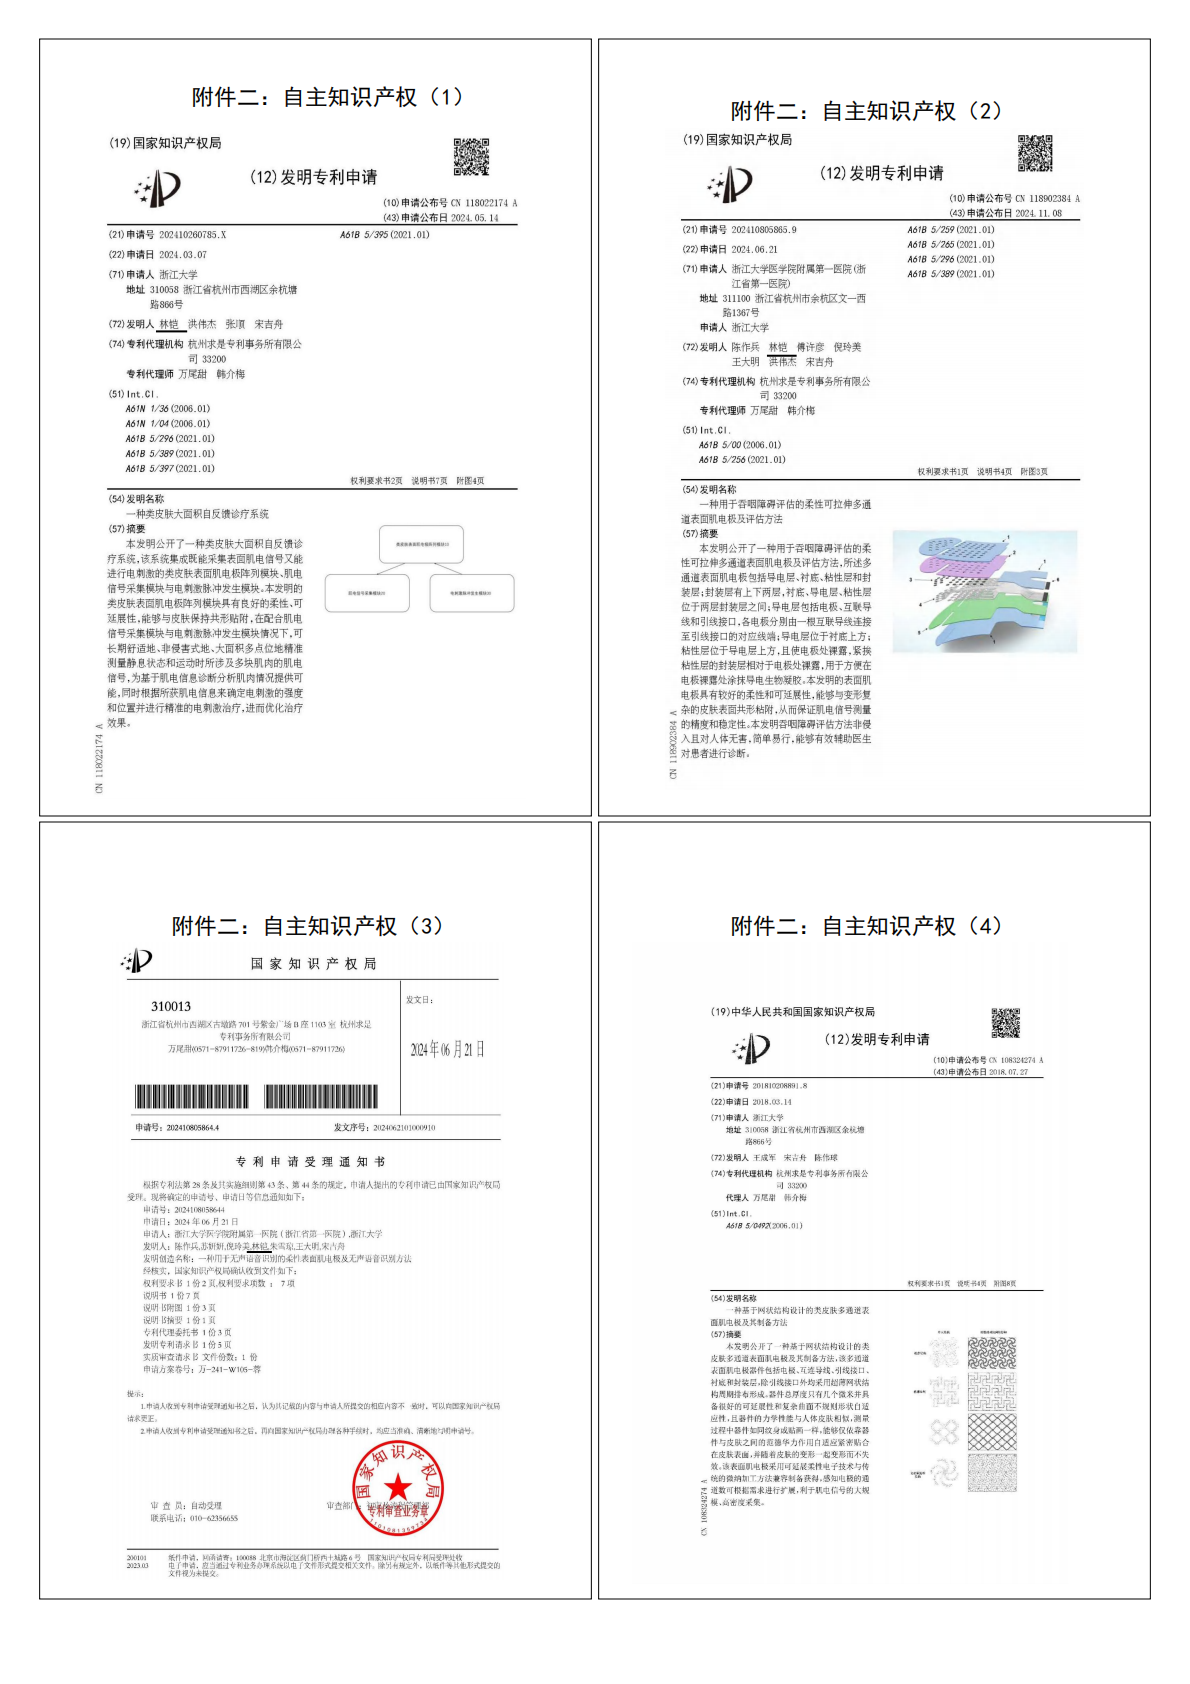 附件二：自主知识产权（1）
(19)国家知识产权局
(12)发明专利申请
(10)申请公布号 CN 118022174 A
(43)申请公布日 2024.05.14
(21)申请号 202410260785.X
(22)申请日 2024.03.07
(71)申请人 浙江大学
地址 310058 浙江省杭州市西湖区余杭塘
路866号
(72)发明人 林铠 洪伟杰 张顺 宋吉舟
(74)专利代理机构 杭州求是专利事务所有限公
司 33200
专利代理师 万尾甜 韩介梅
(51)Int.Cl.
A61N 1/36(2006.01)
A61N 1/04(2006.01)
A61B 5/296(2021.01)
A61B 5/389(2021.01)
A61B 5/397(2021.01)
A61B 5/395(2021.01)
权利要求书2页 说明书7页 附图4页
(54)发明名称
一种类皮肤大面积自反馈诊疗系统
(57)摘要
本发明公开了一种类皮肤大面积自反馈诊
疗系统,该系统集成既能采集表面肌电信号又能
进行电刺激的类皮肤表面肌电极阵列模块、肌电
信号采集模块与电刺激脉冲发生模块。本发明的
类皮肤表面肌电极阵列模块具有良好的柔性、可
延展性,能够与皮肤保持共形贴附,在配合肌电
信号采集模块与电刺激脉冲发生模块情况下,可
长期舒适地、非侵害式地、大面积多点位地精准
测量静息状态和运动时所涉及多块肌肉的肌电
信号,为基于肌电信息诊断分析肌肉情况提供可
能,同时根据所获肌电信息来确定电刺激的强度
和位置并进行精准的电刺激治疗,进而优化治疗
效果。
CN 118022174 A
附件二：自主知识产权（2）
(19)国家知识产权局
(12)发明专利申请
(10)申请公布号 CN 118902384 A
(43)申请公布日 2024.11.08
(21)申请号 202410805865.9
(22)申请日 2024.06.21
(71)申请人 浙江大学医学院附属第一医院(浙
江省第一医院)
地址 311100 浙江省杭州市余杭区文一西
路1367号
申请人 浙江大学
(72)发明人 陈作兵 林铠 傅许彦 倪玲美
王大明 洪伟杰 宋吉舟
(74)专利代理机构 杭州求是专利事务所有限公
司 33200
专利代理师 万尾甜 韩介梅
(51)Int.Cl.
A61B 5/00(2006.01)
A61B 5/256(2021.01)
A61B 5/259(2021.01)
A61B 5/265(2021.01)
A61B 5/296(2021.01)
A61B 5/389(2021.01)
权利要求书1页 说明书4页 附图3页
(54)发明名称
一种用于吞咽障碍评估的柔性可拉伸多通
道表面肌电极及评估方法
(57)摘要
本发明公开了一种用于吞咽障碍评估的柔
性可拉伸多通道表面肌电极及评估方法,所述多
通道表面肌电极包括导电层、衬底、粘性层和封
装层;封装层有上下两层,衬底、导电层、粘性层
位于两层封装层之间;导电层包括电极、互联导
线和引线接口,各电极分别由一根互联导线连接
至引线接口的对应线端;导电层位于衬底上方;
粘性层位于导电层上方,且使电极处裸露,紧挨
粘性层的封装层相对于电极处裸露,用于方便在
电极裸露处涂抹导电生物凝胶。本发明的表面肌
电极具有较好的柔性和可延展性,能够与变形复
杂的皮肤表面共形粘附,从而保证肌电信号测量
的精度和稳定性。本发明吞咽障碍评估方法非侵
入且对人体无害,简单易行,能够有效辅助医生
对患者进行诊断。
CN 118902384 A
附件二：自主知识产权（3）
国家知识产权局
310013
浙江省杭州市西湖区古墩路 701 号紫金广场 B 座 1103 室 杭州求是
专利事务所有限公司
万尾甜(0571-87911726-819)韩介梅(0571-87911726)
发文日：
2024年06月21日
申请号：202410805864.4
发文序号：2024062101000910
专利申请受理通知书
根据专利法第 28 条及其实施细则第 43 条、第 44 条的规定，申请人提出的专利申请已由国家知识产权局
受理。现将确定的申请号、申请日等信息通知如下：
申请号：2024108058644
申请日：2024 年 06 月 21 日
申请人：浙江大学医学院附属第一医院（浙江省第一医院）,浙江大学
发明人：陈作兵,苏妍妍,倪玲美,林铠,朱雪琼,王大明,宋吉舟
发明创造名称：一种用于无声语音识别的柔性表面肌电极及无声语音识别方法
经核实，国家知识产权局确认收到文件如下：
权利要求书 1 份 2 页,权利要求项数 ： 7 项
说明书 1 份 7 页
说明书附图 1 份 3 页
说明书摘要 1 份 1 页
专利代理委托书 1 份 3 页
发明专利请求书 1 份 5 页
实质审查请求书 文件份数：1 份
申请方案卷号：万-241-W105-蓉
提示：
1.申请人收到专利申请受理通知书之后，认为其记载的内容与申请人所提交的相应内容不一致时，可以向国家知识产权局
请求更正。
2.申请人收到专利申请受理通知书之后，再向国家知识产权局办理各种手续时，均应当准确、清晰地写明申请号。
审 查 员：自动受理
联系电话：010-62356655
审查部门：
国家知识产权局
专利审查业务章
200101
2023.03
纸件申请，回函请寄：100088 北京市海淀区蓟门桥西土城路 6 号 国家知识产权局专利局受理处收
电子申请，应当通过专利业务办理系统以电子文件形式提交相关文件。除另有规定外，以纸件等其他形式提交的
文件视为未提交。
附件二：自主知识产权（4）
(19)中华人民共和国国家知识产权局
(12)发明专利申请
(10)申请公布号 CN 108324274 A
(43)申请公布日 2018.07.27
(21)申请号 201810208891.8
(22)申请日 2018.03.14
(71)申请人 浙江大学
地址 310058 浙江省杭州市西湖区余杭塘
路866号
(72)发明人 王成军 宋吉舟 陈伟球
(74)专利代理机构 杭州求是专利事务所有限公
司 33200
代理人 万尾甜 韩介梅
(51)Int.Cl.
A61B 5/0492(2006.01)
权利要求书1页 说明书4页 附图8页
(54)发明名称
一种基于网状结构设计的类皮肤多通道表
面肌电极及其制备方法
(57)摘要
本发明公开了一种基于网状结构设计的类
皮肤多通道表面肌电极及其制备方法,该多通道
表面肌电极器件包括电极、互连导线、引线接口、
衬底和封装层,除引线接口外均采用超薄网状结
构周期排布形成。器件总厚度只有几个微米并具
备很好的可延展性和复杂曲面不规则形状自适
应性,且器件的力学性能与人体皮肤相似,测量
过程中器件如同纹身或贴画一样,能够仅依靠器
件与皮肤之间的范德华力作用自适应紧密贴合
在皮肤表面,并随着皮肤的变形一起变形而不失
效。该表面肌电极采用可延展柔性电子技术与传
统的微纳加工方法兼容制备获得,感知电极的通
道数可根据需求进行扩展,利于肌电信号的大规
模、高密度采集。
CN 108324274 A